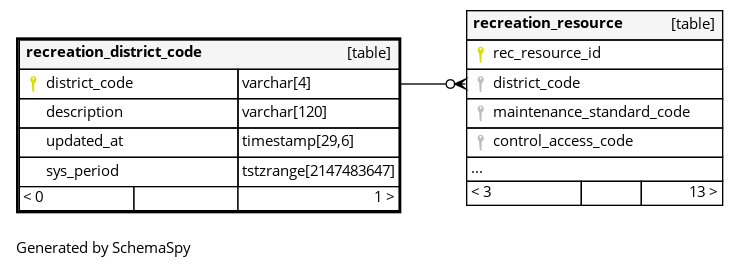 recreation_district_code [table]
district_code varchar[4]
description varchar[120]
updated_at timestamp[29,6]
sys_period tstzrange[2147483647]
< 0 1 >
recreation_resource [table]
rec_resource_id
district_code
maintenance_standard_code
control_access_code
...
< 3 13 >
Generated by SchemaSpy